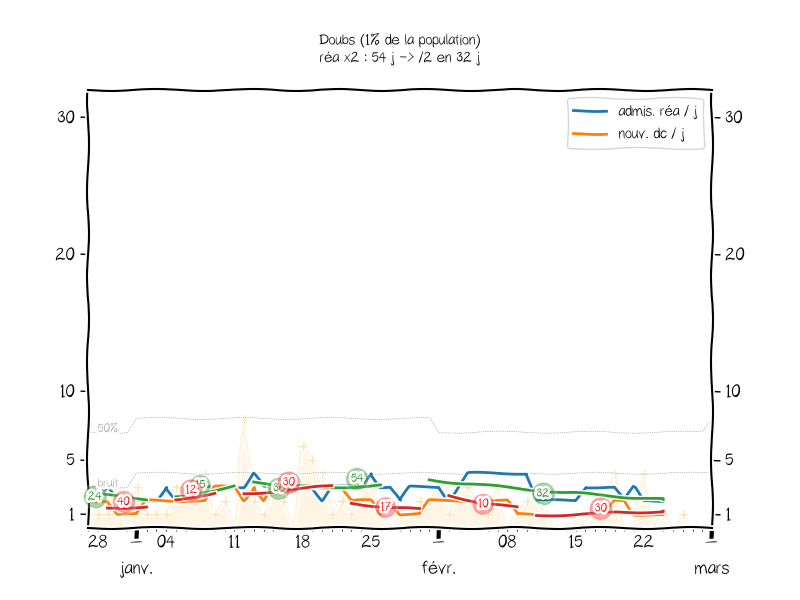 Doubs (1% de la population)
réa x2 : 54 j -> /2 en 32 j
admis. réa / j
nouv. dc / j
30 30
20 20
10 10
5 5
1 1
50%
bruit
24 40 12 15 30 54 17 10 32 30
28 04 11 18 25 08 15 22
janv. févr. mars